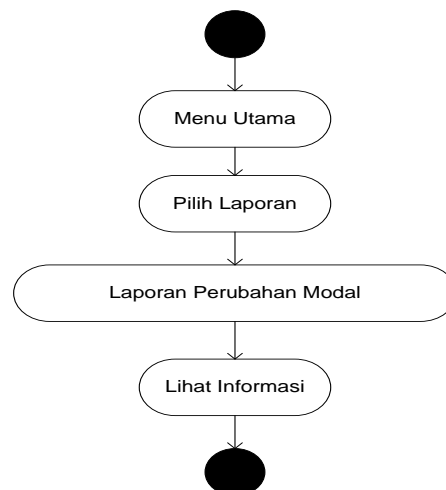 Menu Utama
Pilih Laporan
Laporan Perubahan Modal
Lihat Informasi